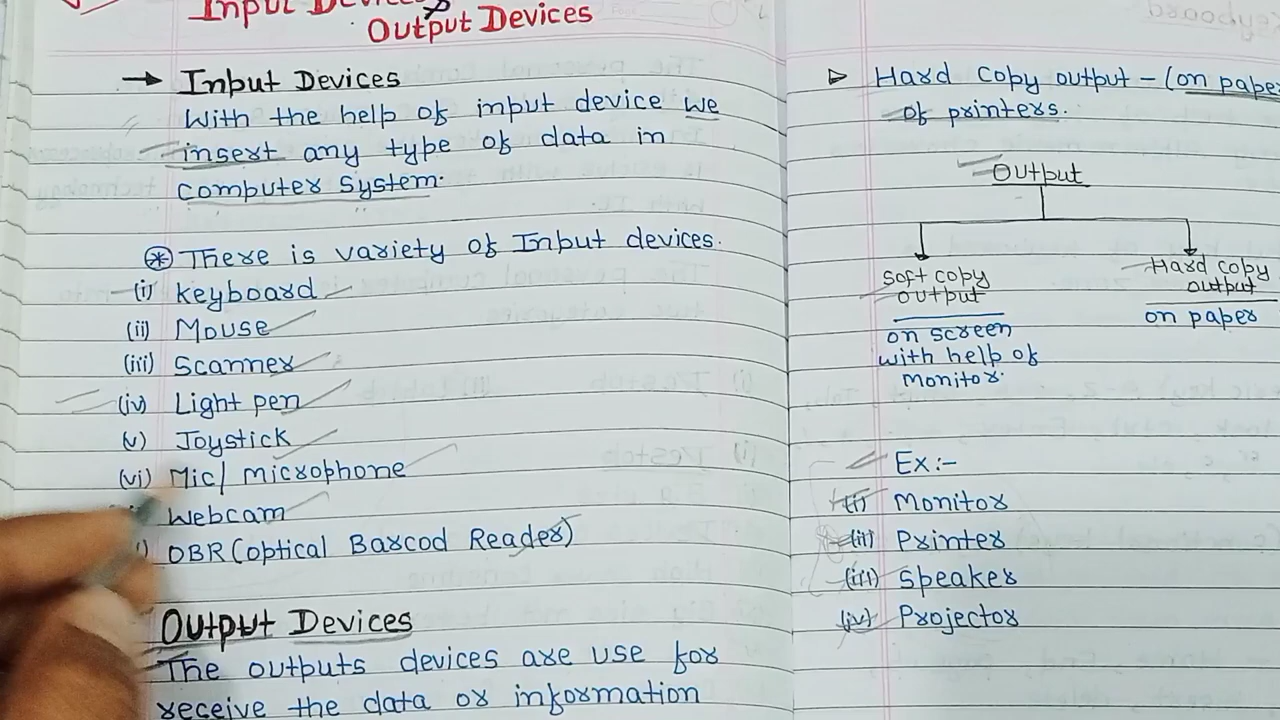 Input Devices
Output Devices
→ Input Devices
With the help of input device we
insert any type of data in
computer system.
* There is variety of Input devices.
(i) keyboard
(ii) Mouse
(iii) Scanner
(iv) Light pen
(v) Joystick
(vi) Mic/ microphone
Webcam
OBR (optical Barcod Reader)
Output Devices
The outputs devices are use for
receive the data or information
▷ Hard copy output - (on pape
of printers.
Output
Soft copy
output
on screen
with help of
monitor.
Hard copy
output
on paper
Ex:-
(i) Monitor
(ii) Printer
(iii) Speaker
(iv) Projector